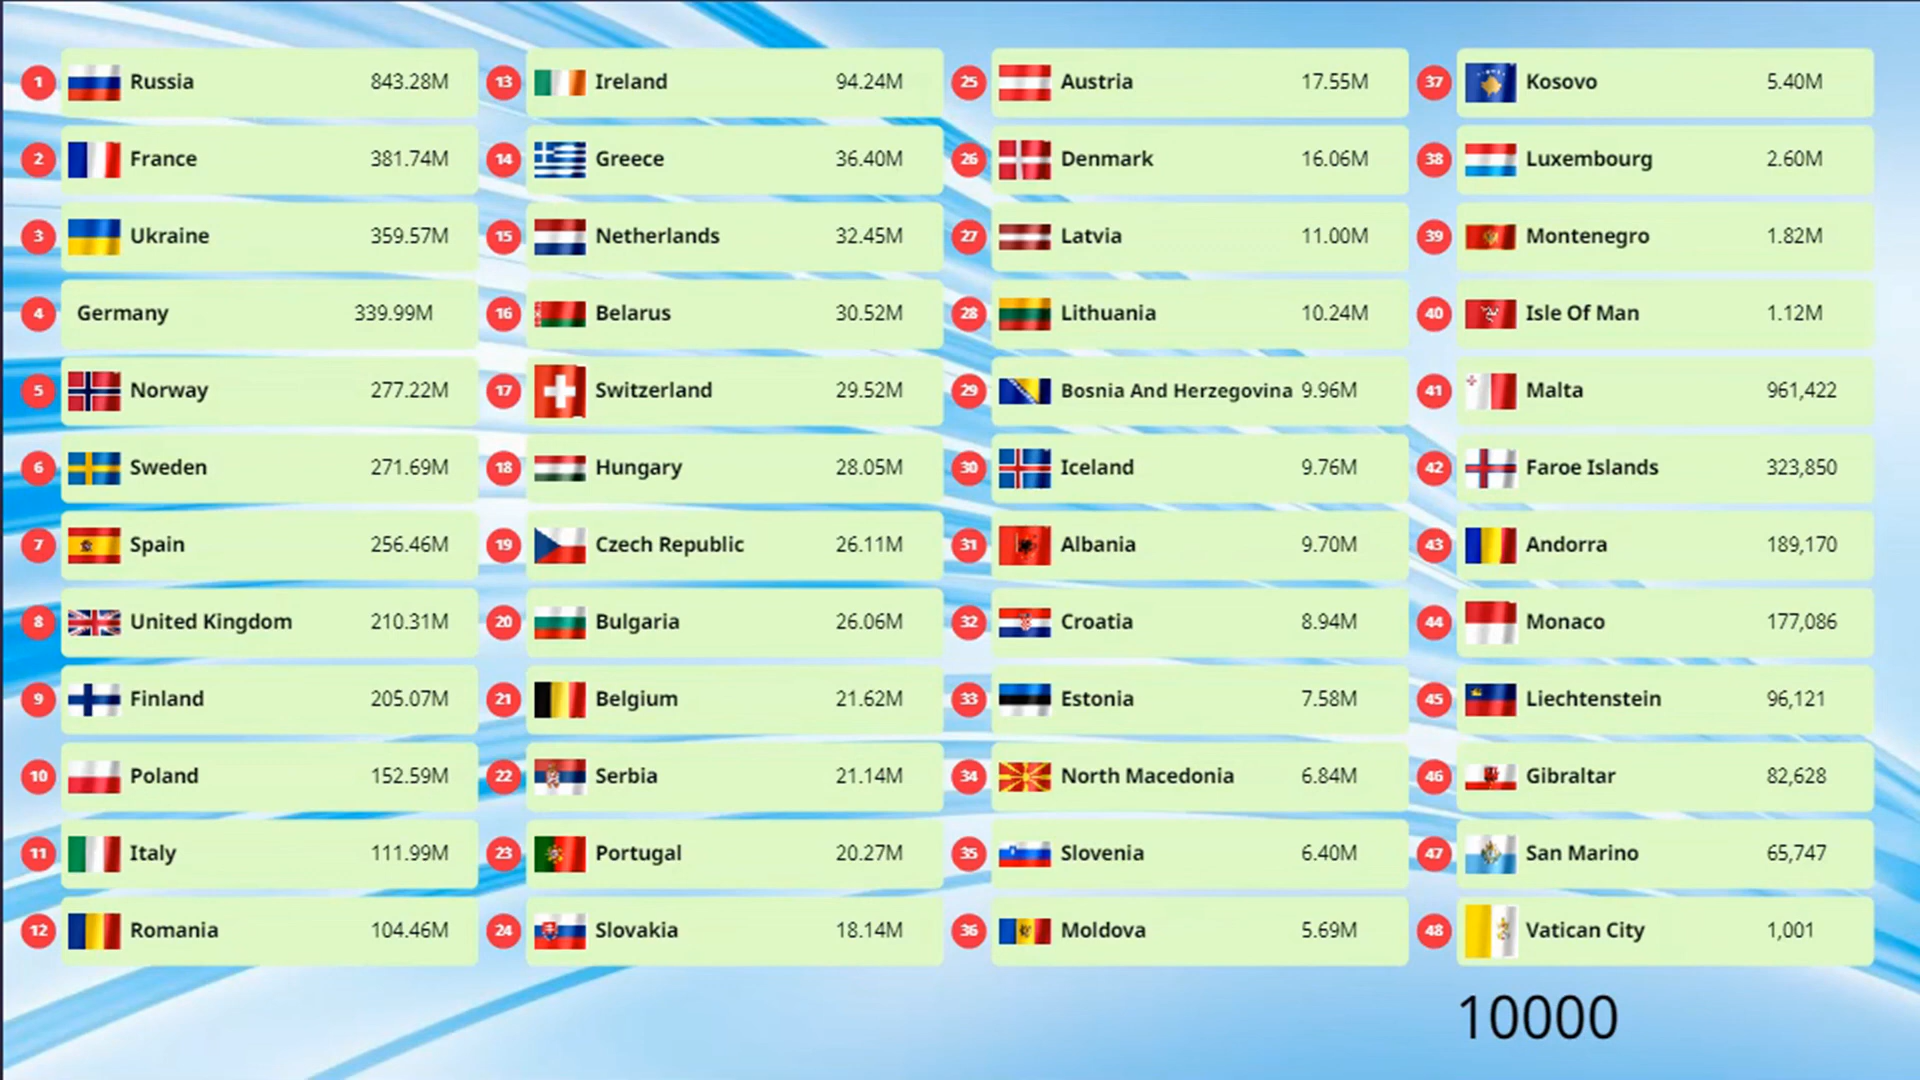 1 Russia 843.28M
2 France 381.74M
3 Ukraine 359.57M
4 Germany 339.99M
5 Norway 277.22M
6 Sweden 271.69M
7 Spain 256.46M
8 United Kingdom 210.31M
9 Finland 205.07M
10 Poland 152.59M
11 Italy 111.99M
12 Romania 104.46M
13 Ireland 94.24M
14 Greece 36.40M
15 Netherlands 32.45M
16 Belarus 30.52M
17 Switzerland 29.52M
18 Hungary 28.05M
19 Czech Republic 26.11M
20 Bulgaria 26.06M
21 Belgium 21.62M
22 Serbia 21.14M
23 Portugal 20.27M
24 Slovakia 18.14M
25 Austria 17.55M
26 Denmark 16.06M
27 Latvia 11.00M
28 Lithuania 10.24M
29 Bosnia And Herzegovina 9.96M
30 Iceland 9.76M
31 Albania 9.70M
32 Croatia 8.94M
33 Estonia 7.58M
34 North Macedonia 6.84M
35 Slovenia 6.40M
36 Moldova 5.69M
37 Kosovo 5.40M
38 Luxembourg 2.60M
39 Montenegro 1.82M
40 Isle Of Man 1.12M
41 Malta 961,422
42 Faroe Islands 323,850
43 Andorra 189,170
44 Monaco 177,086
45 Liechtenstein 96,121
46 Gibraltar 82,628
47 San Marino 65,747
48 Vatican City 1,001
10000